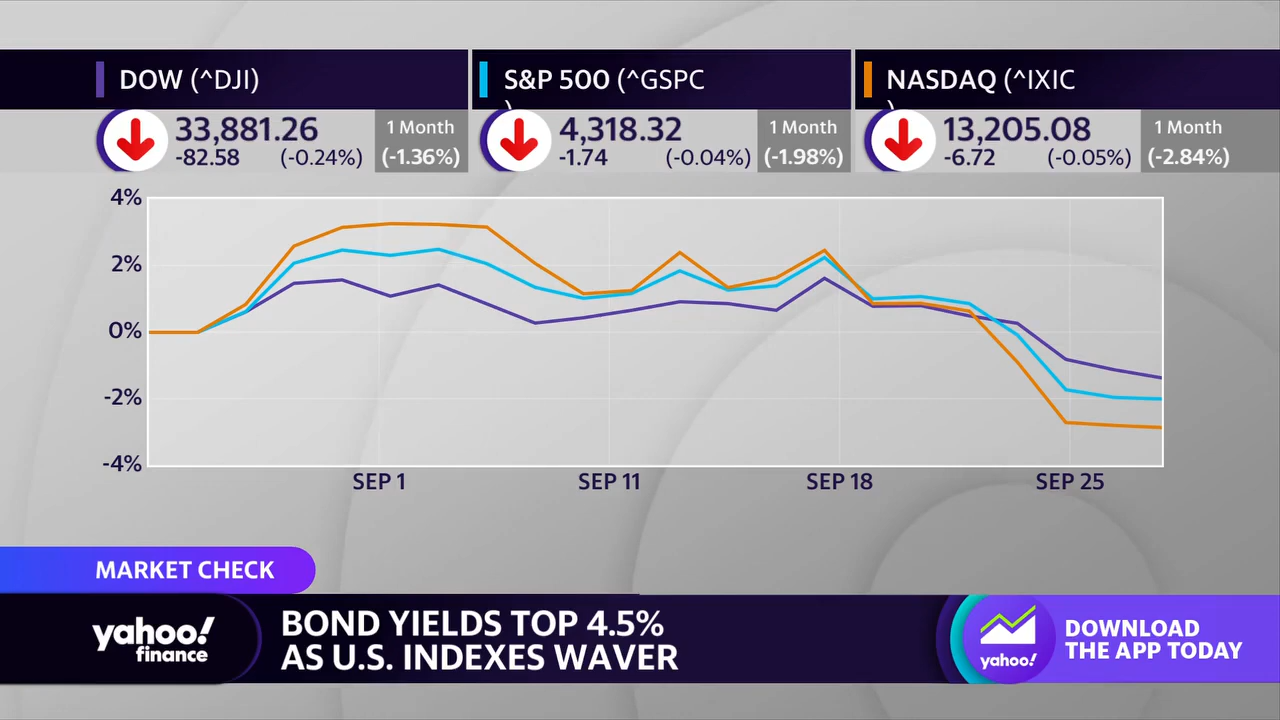 DOW (^DJI)
33,881.26
-82.58 (-0.24%)
1 Month
(-1.36%)
S&P 500 (^GSPC
)
4,318.32
-1.74 (-0.04%)
1 Month
(-1.98%)
NASDAQ (^IXIC
)
13,205.08
-6.72 (-0.05%)
1 Month
(-2.84%)
4%
2%
0%
-2%
-4%
SEP 1 SEP 11 SEP 18 SEP 25
MARKET CHECK
yahoo!
finance
BOND YIELDS TOP 4.5%
AS U.S. INDEXES WAVER
yahoo!
DOWNLOAD
THE APP TODAY